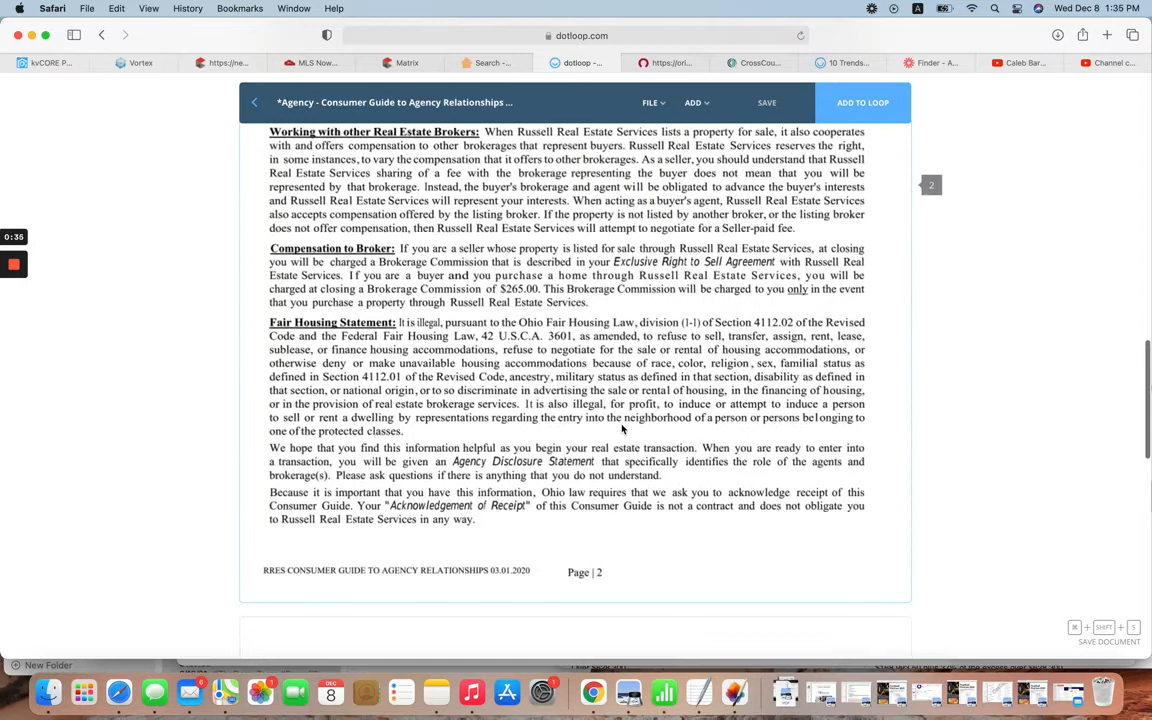 Safari File Edit View History Bookmarks Window Help A Wed Dec 8 1:35 PM
dotloop.com
kvCORE P... Vortex https://ne... MLS Now... Matrix Search -... dotloop -... https://ori... CrossCou... 10 Trends... Finder - A... Caleb Bar... Channel c...
*Agency - Consumer Guide to Agency Relationships ... FILE ADD SAVE ADD TO LOOP
Working with other Real Estate Brokers: When Russell Real Estate Services lists a property for sale, it also cooperates
with and offers compensation to other brokerages that represent buyers. Russell Real Estate Services reserves the right,
in some instances, to vary the compensation that it offers to other brokerages. As a seller, you should understand that Russell
Real Estate Services sharing of a fee with the brokerage representing the buyer does not mean that you will be
represented by that brokerage. Instead, the buyer's brokerage and agent will be obligated to advance the buyer's interests
and Russell Real Estate Services will represent your interests. When acting as a buyer's agent, Russell Real Estate Services
also accepts compensation offered by the listing broker. If the property is not listed by another broker, or the listing broker
does not offer compensation, then Russell Real Estate Services will attempt to negotiate for a Seller-paid fee.
2
0:35
Compensation to Broker: If you are a seller whose property is listed for sale through Russell Real Estate Services, at closing
you will be charged a Brokerage Commission that is described in your Exclusive Right to Sell Agreement with Russell Real
Estate Services. If you are a buyer and you purchase a home through Russell Real Estate Services, you will be
charged at closing a Brokerage Commission of $265.00. This Brokerage Commission will be charged to you only in the event
that you purchase a property through Russell Real Estate Services.
Fair Housing Statement: It is illegal, pursuant to the Ohio Fair Housing Law, division (1-1) of Section 4112.02 of the Revised
Code and the Federal Fair Housing Law, 42 U.S.C.A. 3601, as amended, to refuse to sell, transfer, assign, rent, lease,
sublease, or finance housing accommodations, refuse to negotiate for the sale or rental of housing accommodations, or
otherwise deny or make unavailable housing accommodations because of race, color, religion, sex, familial status as
defined in Section 4112.01 of the Revised Code, ancestry, military status as defined in that section, disability as defined in
that section, or national origin, or to so discriminate in advertising the sale or rental of housing, in the financing of housing,
or in the provision of real estate brokerage services. It is also illegal, for profit, to induce or attempt to induce a person
to sell or rent a dwelling by representations regarding the entry into the neighborhood of a person or persons belonging to
one of the protected classes.
We hope that you find this information helpful as you begin your real estate transaction. When you are ready to enter into
a transaction, you will be given an Agency Disclosure Statement that specifically identifies the role of the agents and
brokerage(s). Please ask questions if there is anything that you do not understand.
Because it is important that you have this information, Ohio law requires that we ask you to acknowledge receipt of this
Consumer Guide. Your "Acknowledgement of Receipt" of this Consumer Guide is not a contract and does not obligate you
to Russell Real Estate Services in any way.
RRES CONSUMER GUIDE TO AGENCY RELATIONSHIPS 03.01.2020 Page | 2
⌘ + SHIFT + S
SAVE DOCUMENT
New Folder
6 1 DEC 8 1